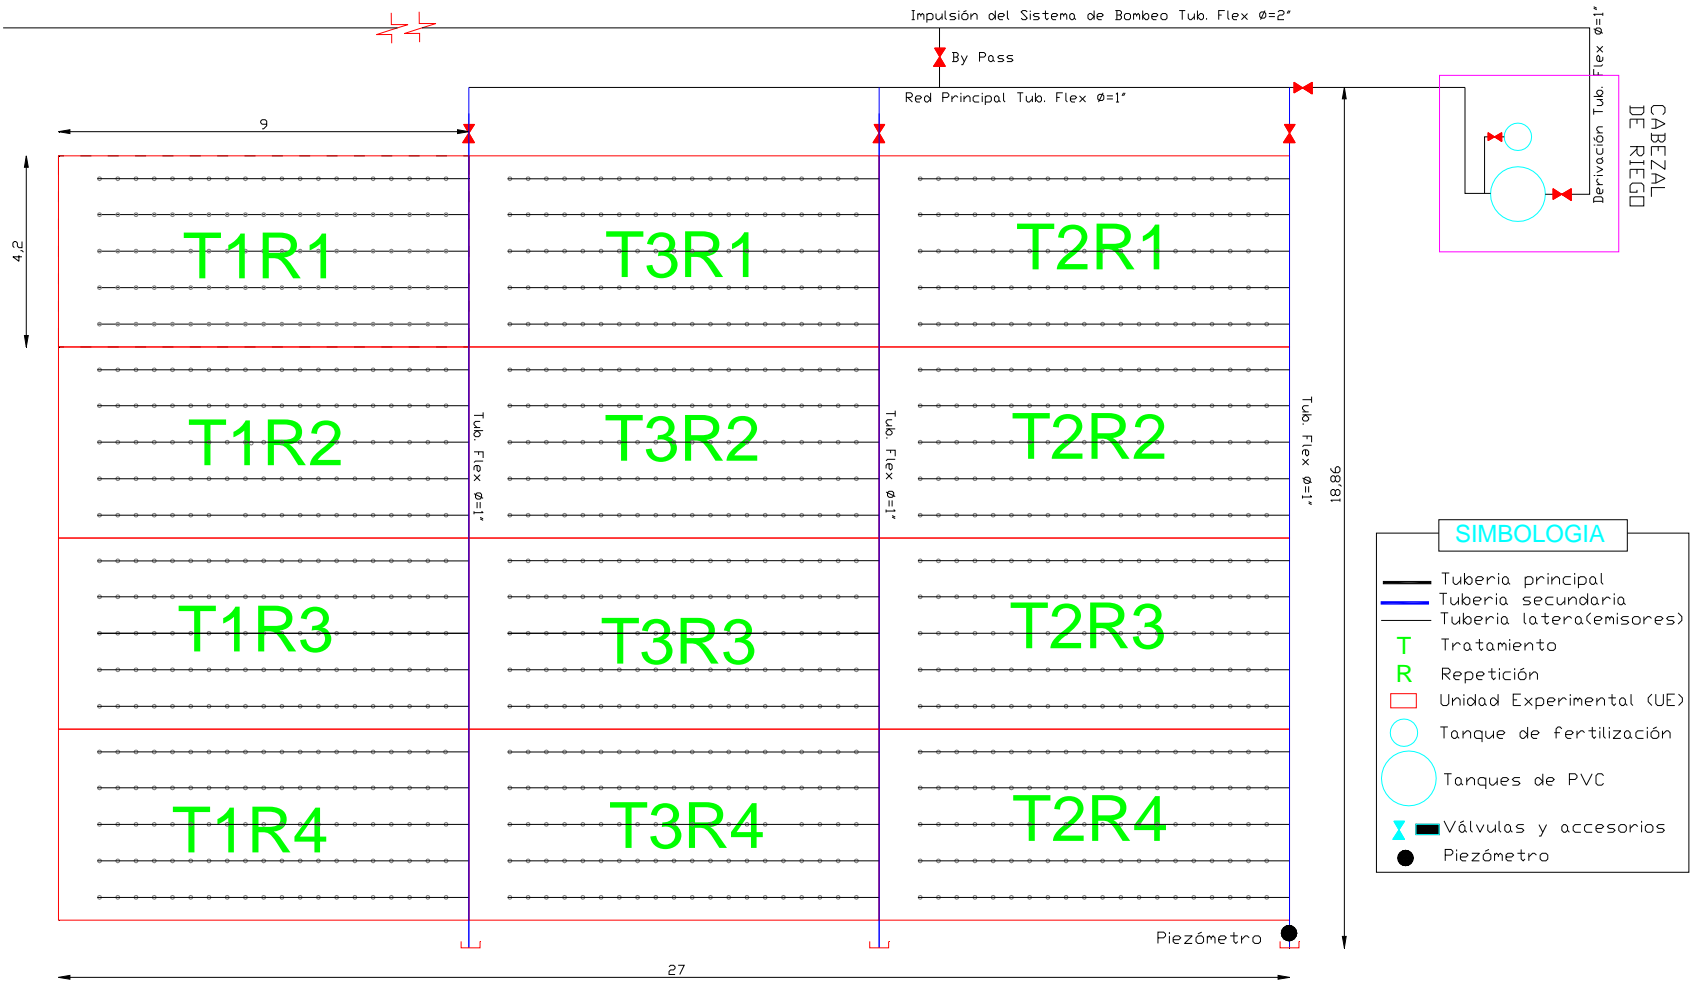 Impulsión del Sistema de Bombeo Tub. Flex Ø=2"
By Pass
Red Principal Tub. Flex Ø=1"
Derivación Tub. Flex Ø=1"
CABEZAL
DE RIEGO
9
4,2
T1R1
T3R1
T2R1
T1R2
T3R2
T2R2
Tub. Flex Ø=1"
Tub. Flex Ø=1"
Tub. Flex Ø=1"
18,86
T1R3
T3R3
T2R3
T1R4
T3R4
T2R4
Piezómetro
27
SIMBOLOGIA
Tuberia principal
Tuberia secundaria
Tuberia latera(emisores)
T Tratamiento
R Repetición
Unidad Experimental (UE)
Tanque de fertilización
Tanques de PVC
Válvulas y accesorios
Piezómetro